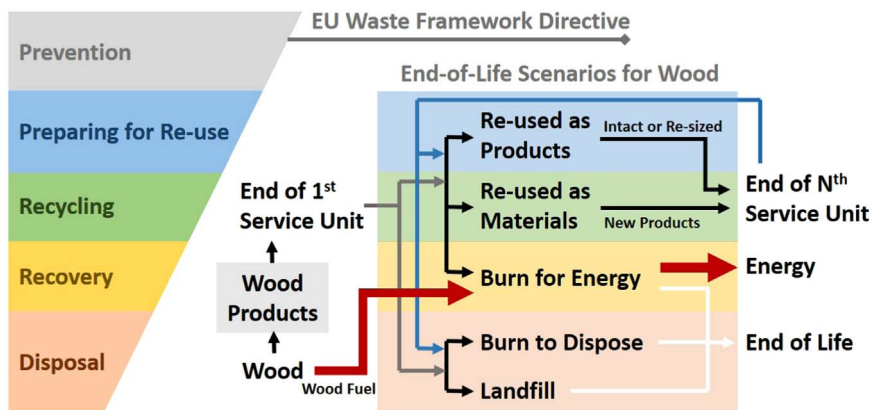 EU Waste Framework Directive
Prevention
Preparing for Re-use
Recycling
Recovery
Disposal
End-of-Life Scenarios for Wood
Re-used as
Products
Intact or Re-sized
End of 1st
Service Unit
Re-used as
Materials
New Products
End of Nth
Service Unit
Wood
Products
Burn for Energy
Energy
Wood
Wood Fuel
Burn to Dispose
End of Life
Landfill